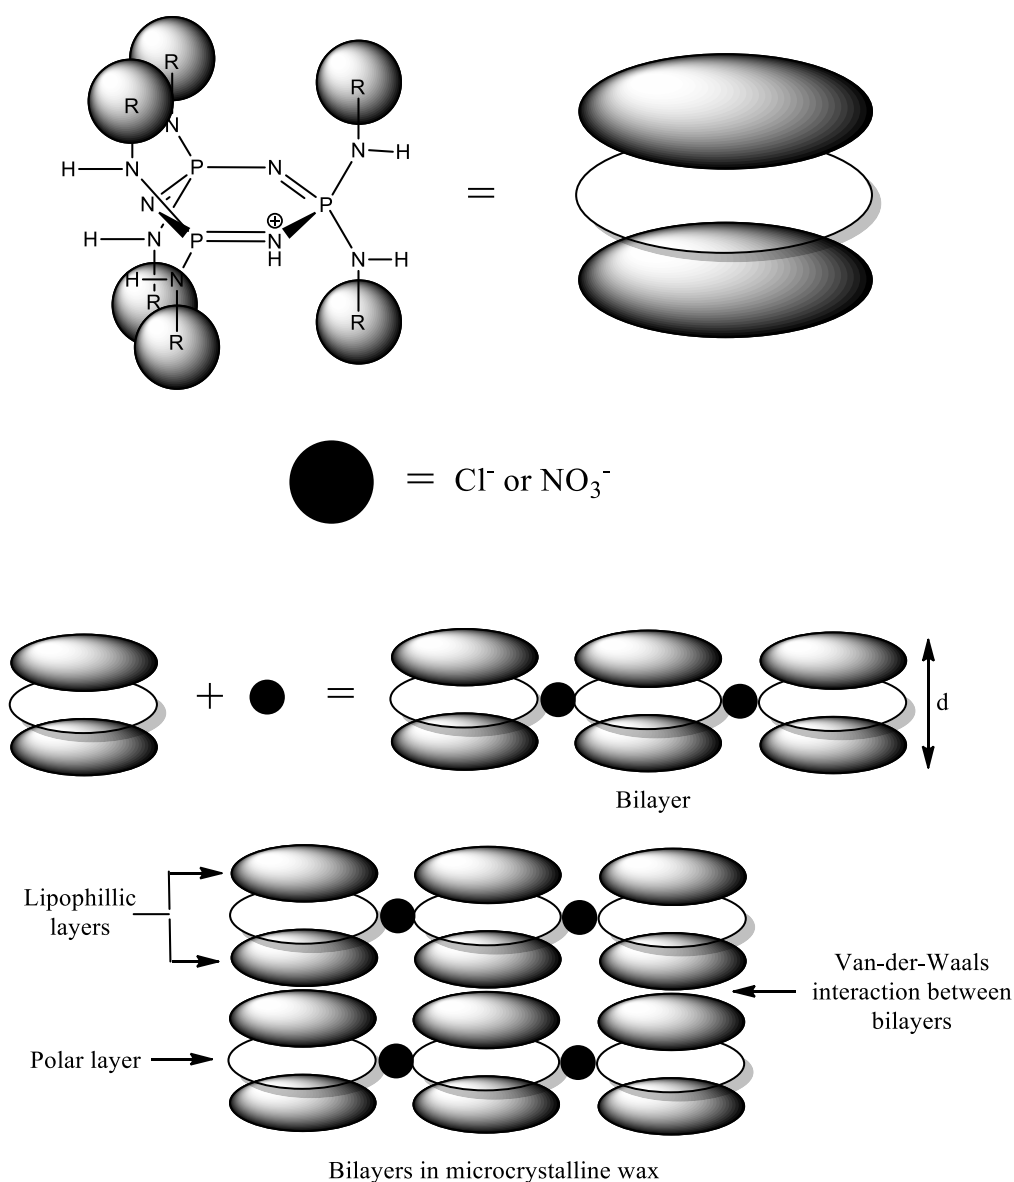 R
R
R
N
N
N
H
H
P
N
N
P
⊕
H
P
N
H
N
N
H
H
H
N
R
R
R
=
= Cl⁻ or NO₃⁻
+
=
d
Bilayer
Lipophillic
layers
Van-der-Waals
interaction between
bilayers
Polar layer
Bilayers in microcrystalline wax